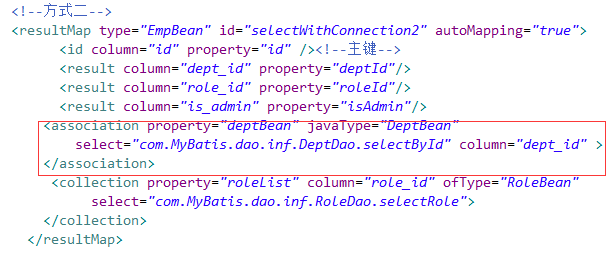 <!--方式二-->
<resultMap type="EmpBean" id="selectWithConnection2" autoMapping="true">
<id column="id" property="id" /><!--主键-->
<result column="dept_id" property="deptId"/>
<result column="role_id" property="roleId"/>
<result column="is_admin" property="isAdmin"/>
<association property="deptBean" javaType="DeptBean"
select="com.MyBatis.dao.inf.DeptDao.selectById" column="dept_id" >
</association>
<collection property="roleList" column="role_id" ofType="RoleBean"
select="com.MyBatis.dao.inf.RoleDao.selectRole">
</collection>
</resultMap>